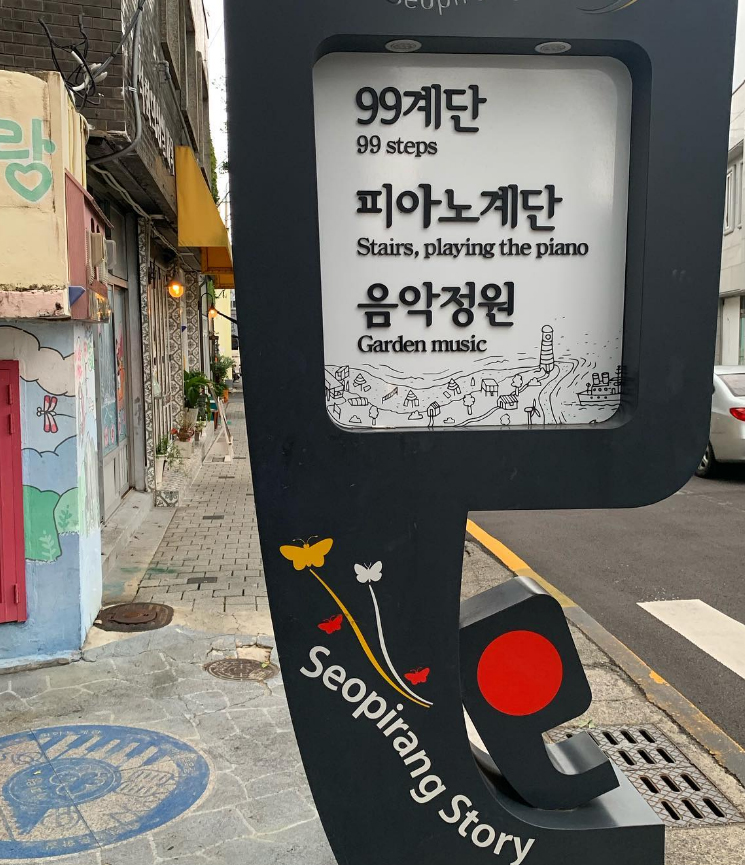 99계단
99 steps
피아노계단
Stairs, playing the piano
음악정원
Garden music
Seopirang Story
랑